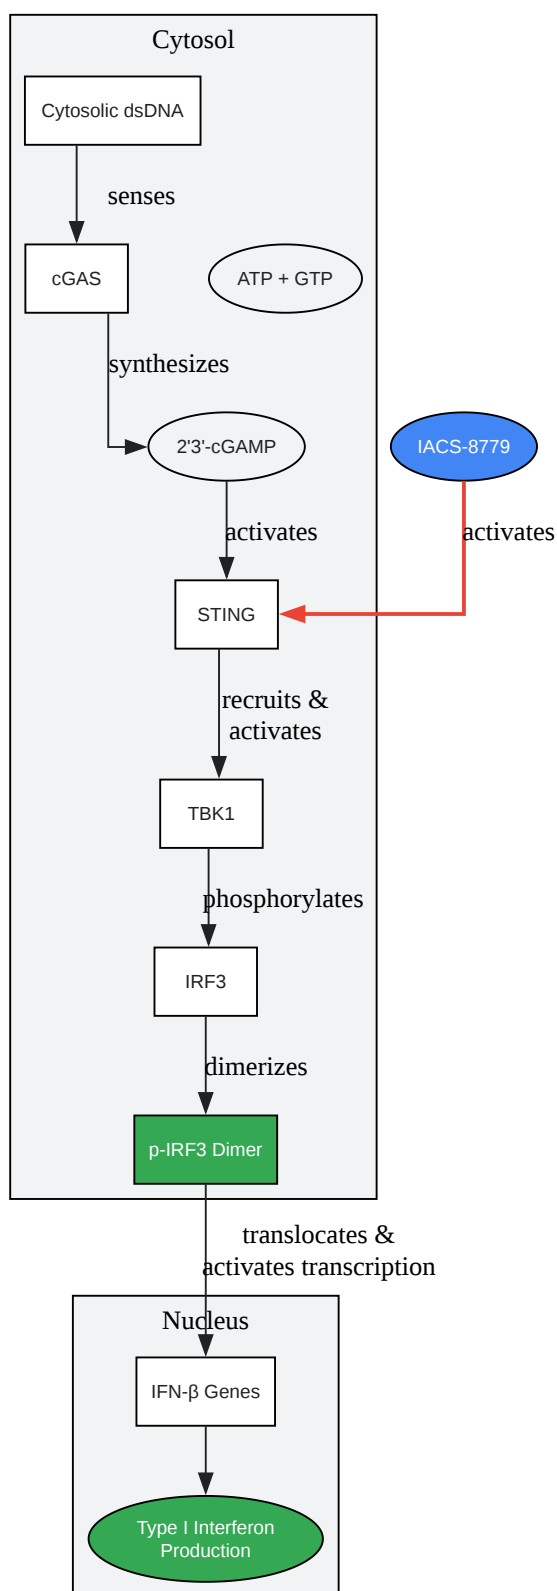 Cytosol
Cytosolic dsDNA
senses
cGAS
ATP + GTP
synthesizes
2'3'-cGAMP
IACS-8779
activates
activates
STING
recruits &
activates
TBK1
phosphorylates
IRF3
dimerizes
p-IRF3 Dimer
translocates &
activates transcription
Nucleus
IFN-β Genes
Type I Interferon
Production